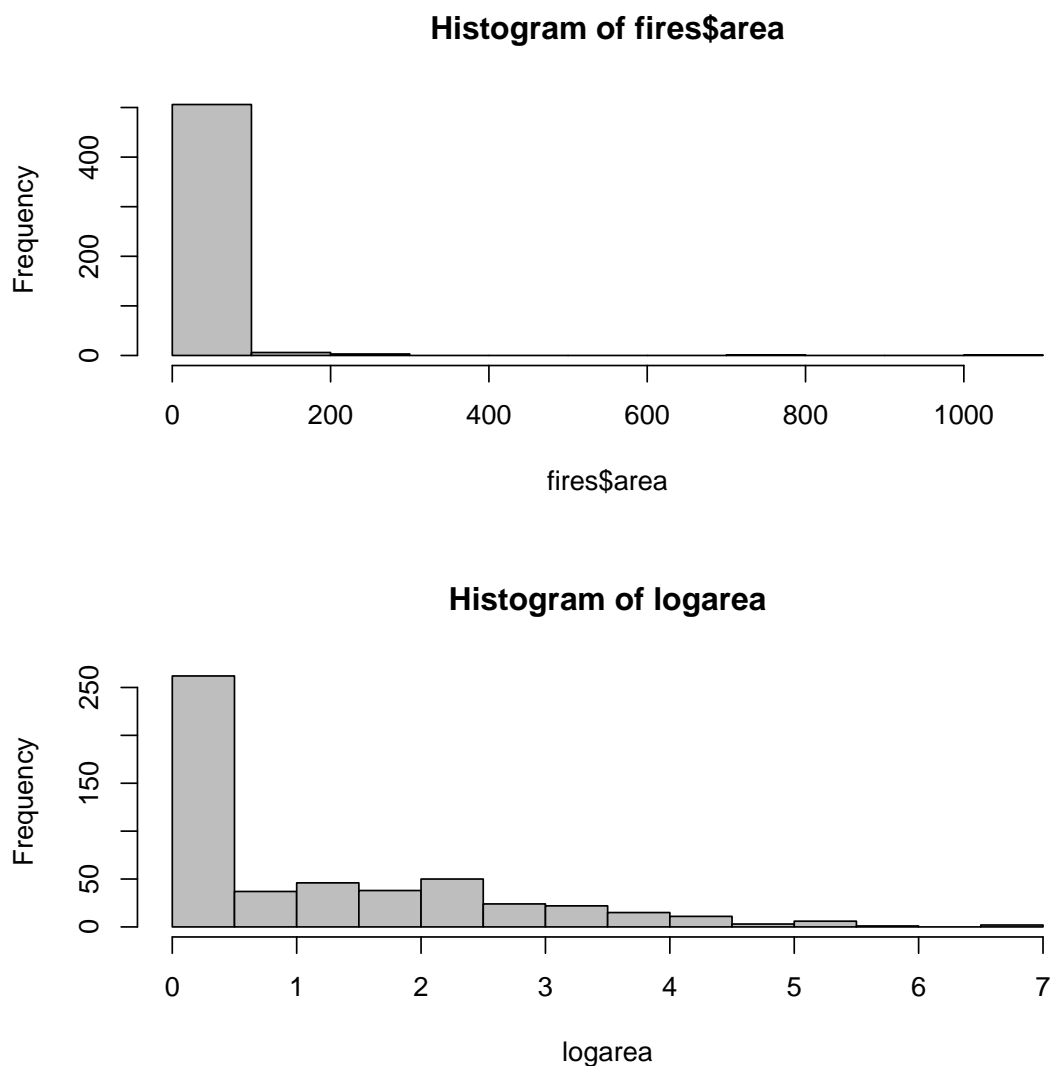 Histogram of fires$area
Frequency
0 200 400
0 200 400 600 800 1000
fires$area
Histogram of logarea
Frequency
0 50 150 250
0 1 2 3 4 5 6 7
logarea